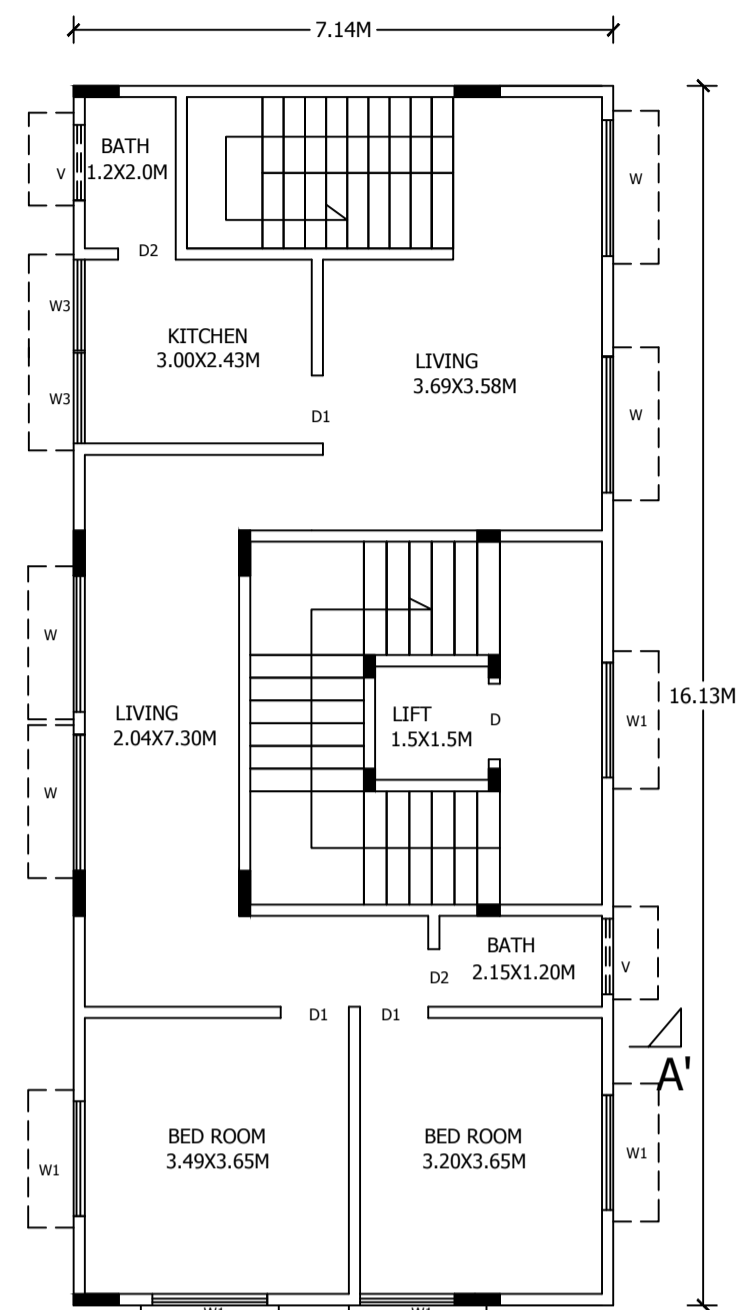 7.14M
BATH
1.2X2.0M
V
W
D2
W3
KITCHEN
3.00X2.43M
LIVING
3.69X3.58M
W3
D1
W
W
LIVING
2.04X7.30M
LIFT
1.5X1.5M
D
W1
16.13M
W
BATH
2.15X1.20M
D2
V
D1
D1
A'
BED ROOM
3.49X3.65M
BED ROOM
3.20X3.65M
W1
W1
W1
W1